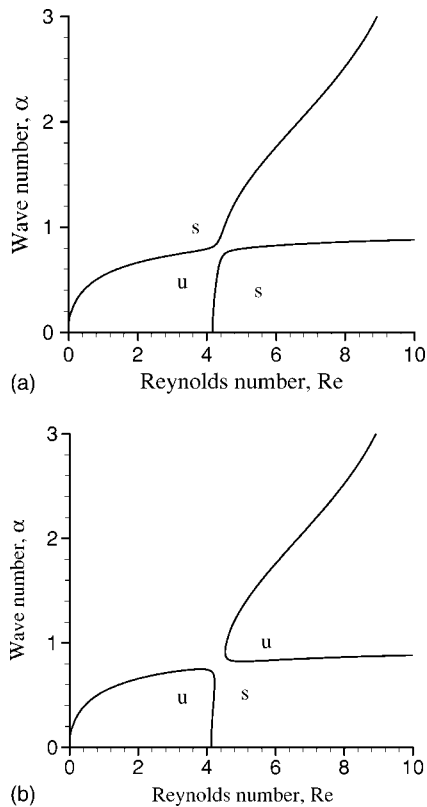 3
2
1
0
Wave number, α
s
u
s
0 2 4 6 8 10
Reynolds number, Re
(a)
3
2
1
0
Wave number, α
u
u
s
0 2 4 6 8 10
Reynolds number, Re
(b)